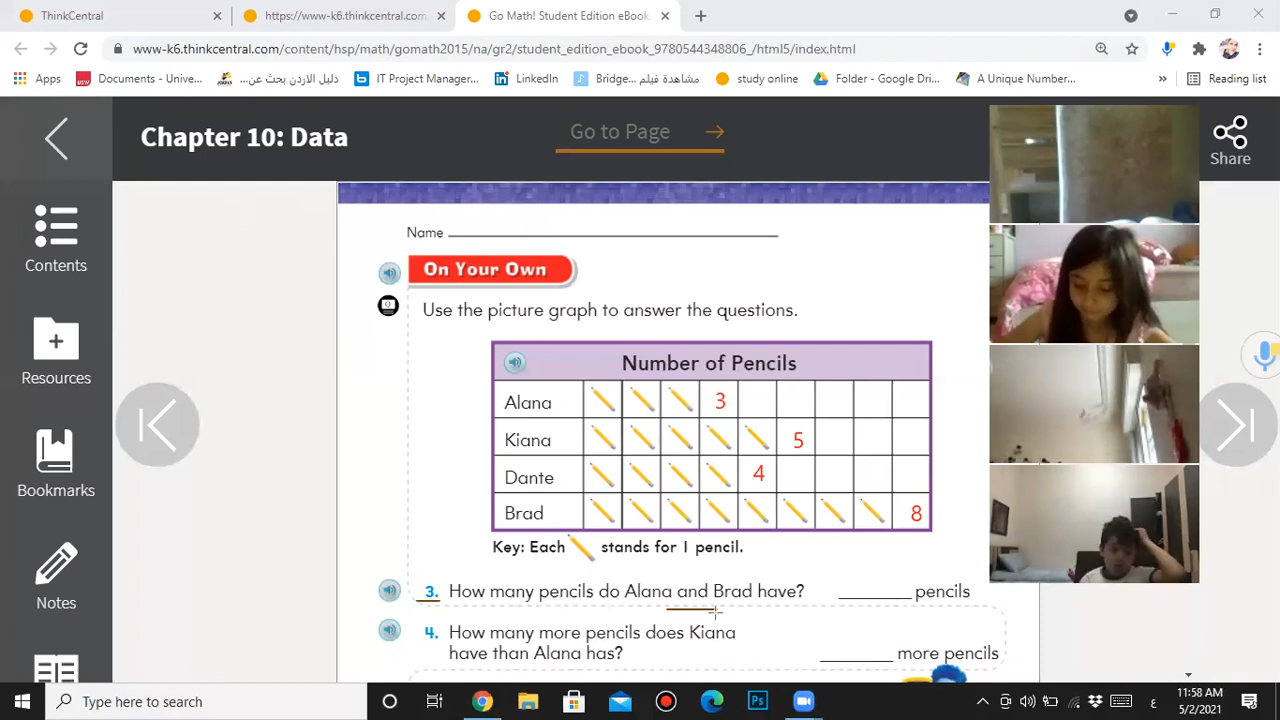 ThinkCentral
https://www-k6.thinkcentral.com/
Go Math! Student Edition eBook
www-k6.thinkcentral.com/content/hsp/math/gomath2015/na/gr2/student_edition_ebook_9780544348806_/html5/index.html
Apps
Documents - Unive...
دليل الاردن بحث عن...
IT Project Manager...
LinkedIn
Bridge... مشاهدة فيلم
study online
Folder - Google Dri...
A Unique Number...
»
Reading list
Chapter 10: Data
Go to Page
Share
Contents
Resources
Bookmarks
Notes
Name
On Your Own
Use the picture graph to answer the questions.
Number of Pencils
Alana 3
Kiana 5
Dante 4
Brad 8
Key: Each stands for 1 pencil.
3. How many pencils do Alana and Brad have? ________ pencils
4. How many more pencils does Kiana
have than Alana has? ________ more pencils
Type here to search
ع
11:58 AM
5/2/2021